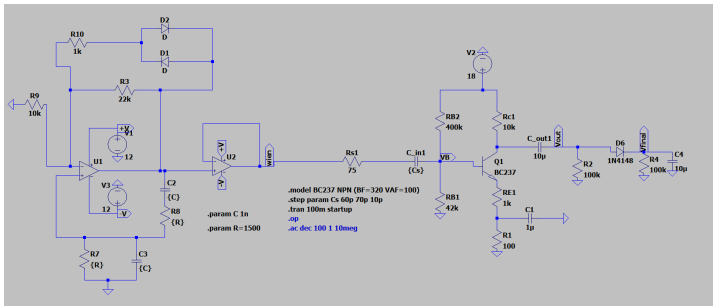 D2
D
R10
1k
D1
D
R3
22k
R9
10k
+V
V1
12
U1
V3
12
-V
C2
{C}
R8
{R}
R7
{R}
C3
{C}
+V
U2
-V
wien
Rs1
75
C_in1
{Cs}
.param C 1n
.param R=1500
.model BC237 NPN (BF=320 VAF=100)
.step param Cs 60p 70p 10p
.tran 100m startup
.op
.ac dec 100 1 10meg
V2
18
RB2
400k
VB
RB1
42k
Rc1
10k
Q1
BC237
RE1
1k
C1
1µ
R1
100
C_out1
10µ
Vout
R2
100k
D6
1N4148
R4
100k
C4
10µ